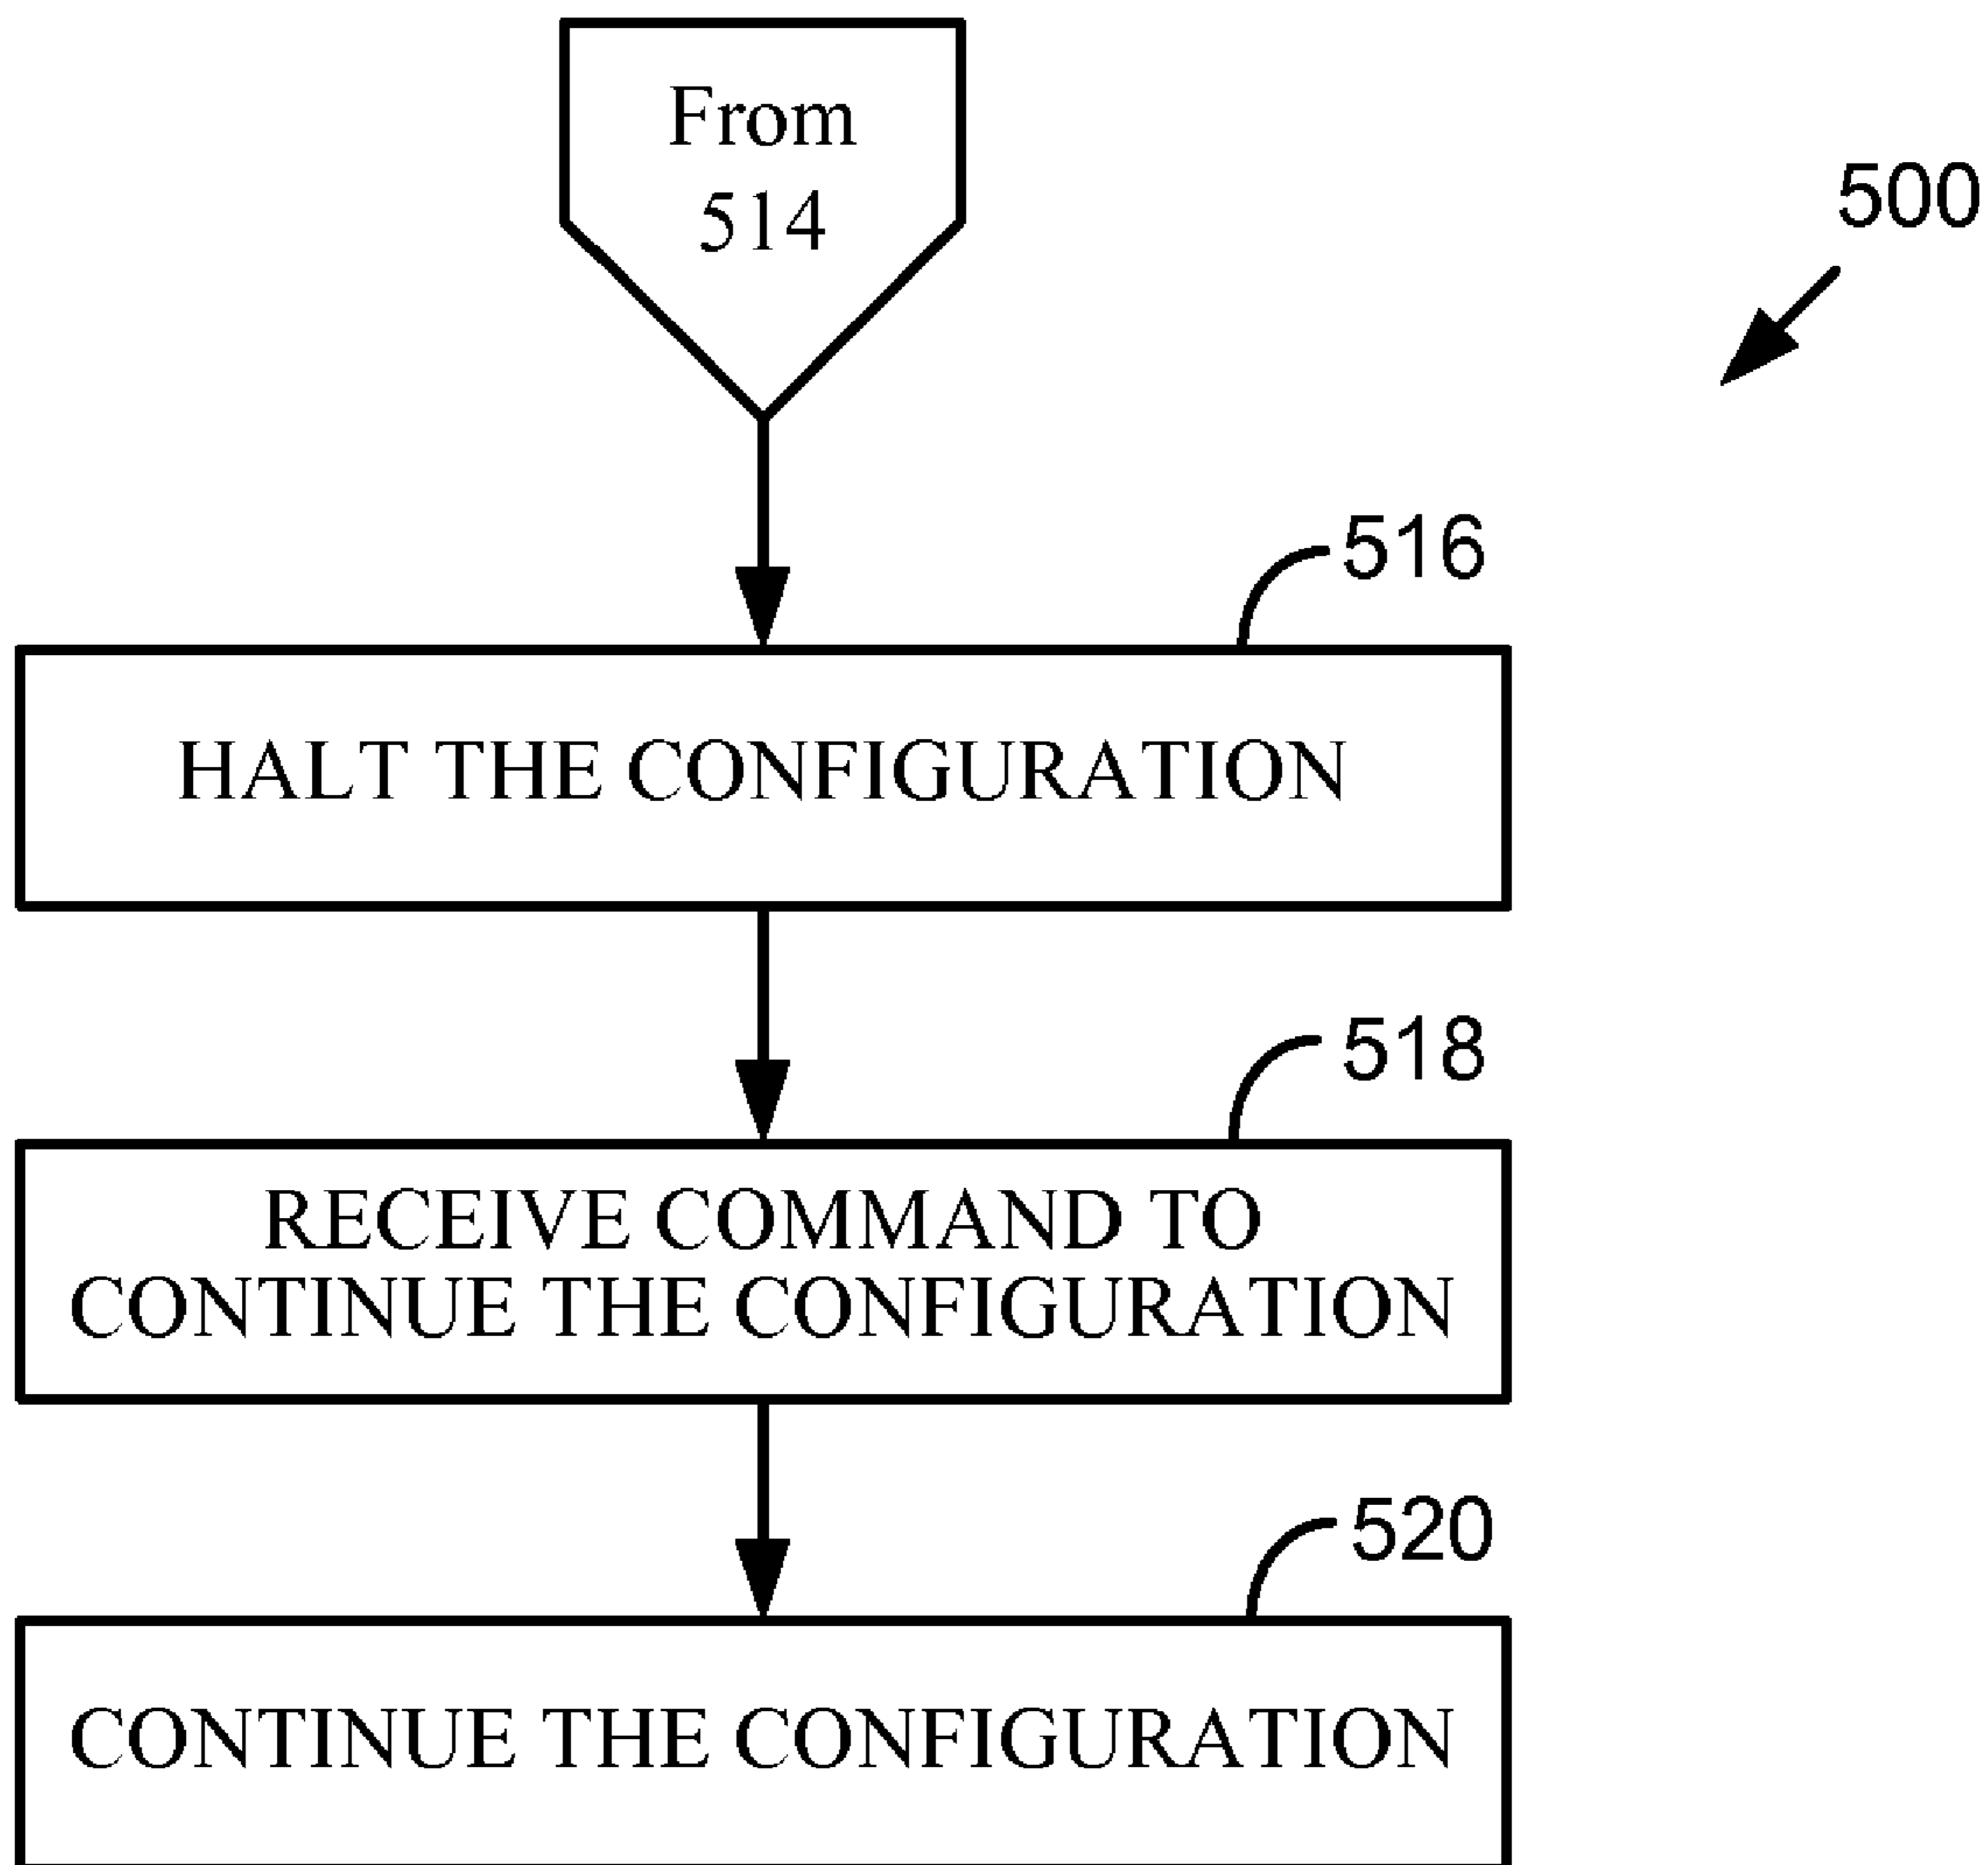 From
514
500
516
HALT THE CONFIGURATION
518
RECEIVE COMMAND TO
CONTINUE THE CONFIGURATION
520
CONTINUE THE CONFIGURATION